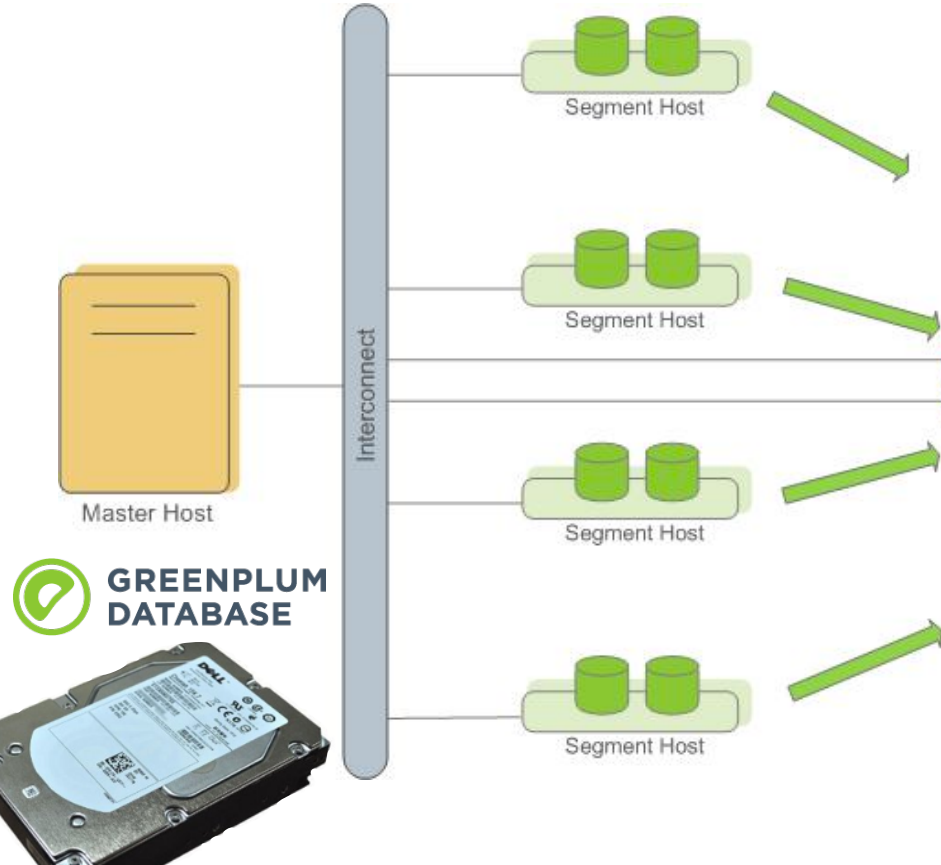 Segment Host
Segment Host
Interconnect
Master Host
Segment Host
GREENPLUM
DATABASE
DELL
Segment Host